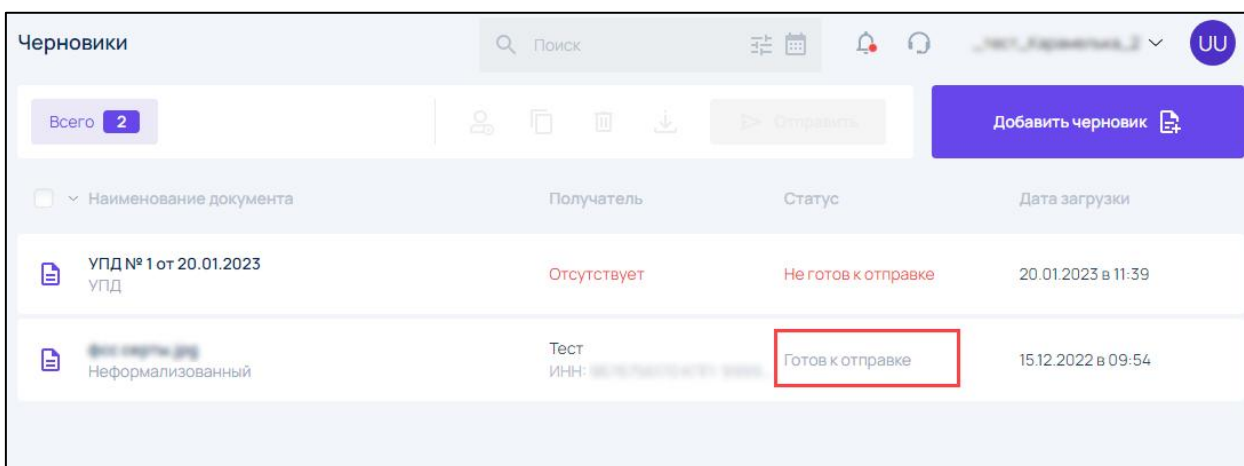 Черновики
Поиск
UU
Всего 2
Отправить
Добавить черновик
Наименование документа
Получатель
Статус
Дата загрузки
УПД № 1 от 20.01.2023
УПД
Отсутствует
Не готов к отправке
20.01.2023 в 11:39
Неформализованный
Тест
ИНН:
Готов к отправке
15.12.2022 в 09:54